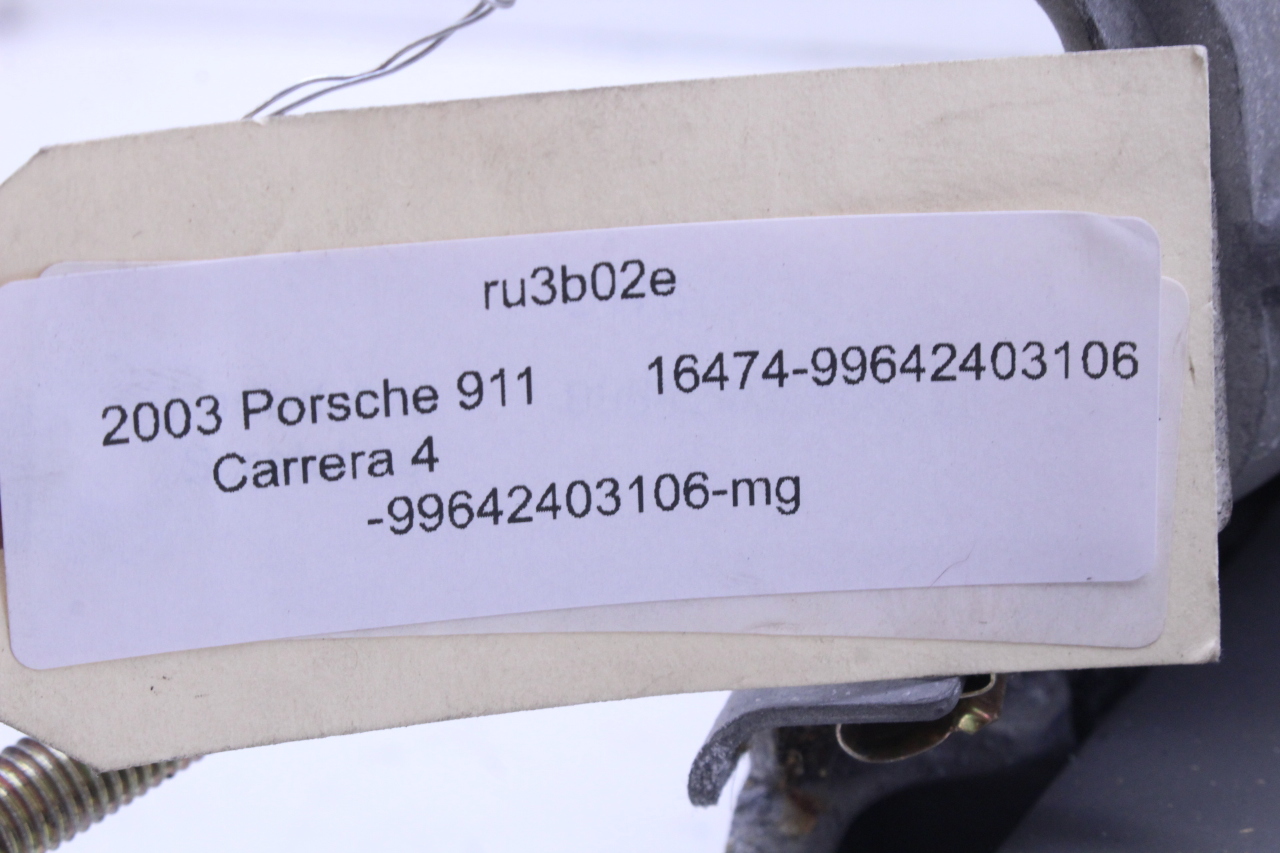 ru3b02e
2003 Porsche 911 16474-99642403106
Carrera 4
-99642403106-mg